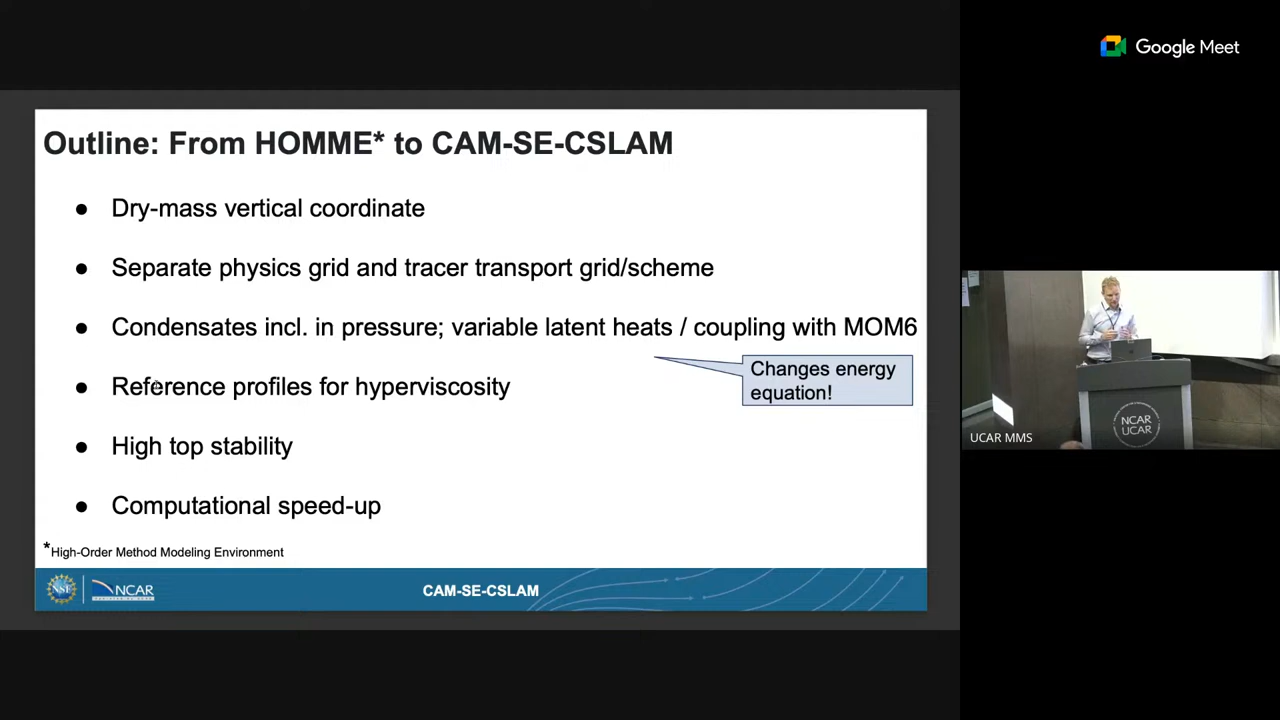 Google Meet
Outline: From HOMME* to CAM-SE-CSLAM
● Dry-mass vertical coordinate
● Separate physics grid and tracer transport grid/scheme
● Condensates incl. in pressure; variable latent heats / coupling with MOM6
Changes energy
equation!
● Reference profiles for hyperviscosity
● High top stability
● Computational speed-up
*High-Order Method Modeling Environment
NSF
NCAR
CAM-SE-CSLAM
NCAR
UCAR
UCAR MMS